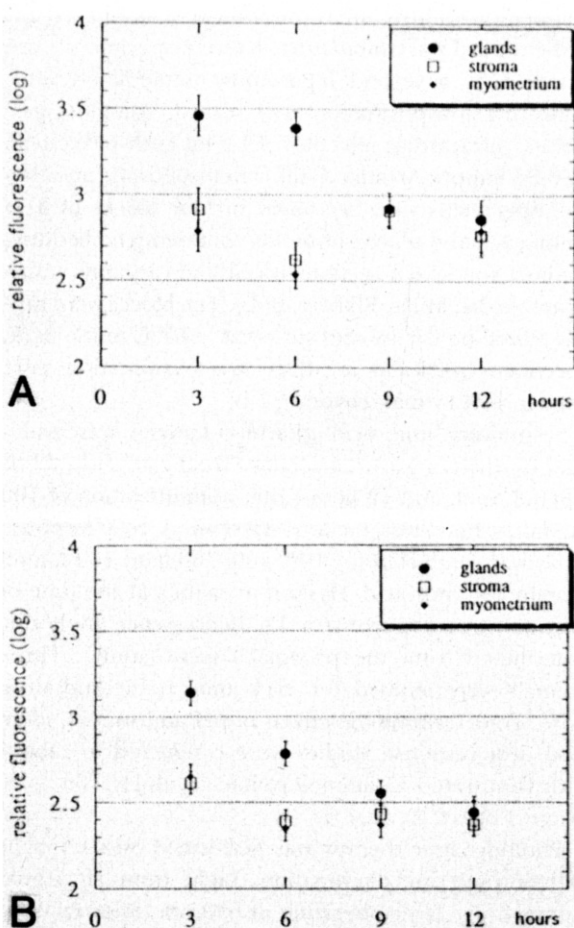 4
3.5
3
2.5
2
relative fluorescence (log)
glands
stroma
myometrium
0
3
6
9
12
hours
A
4
3.5
3
2.5
2
relative fluorescence (log)
glands
stroma
myometrium
0
3
6
9
12
hours
B